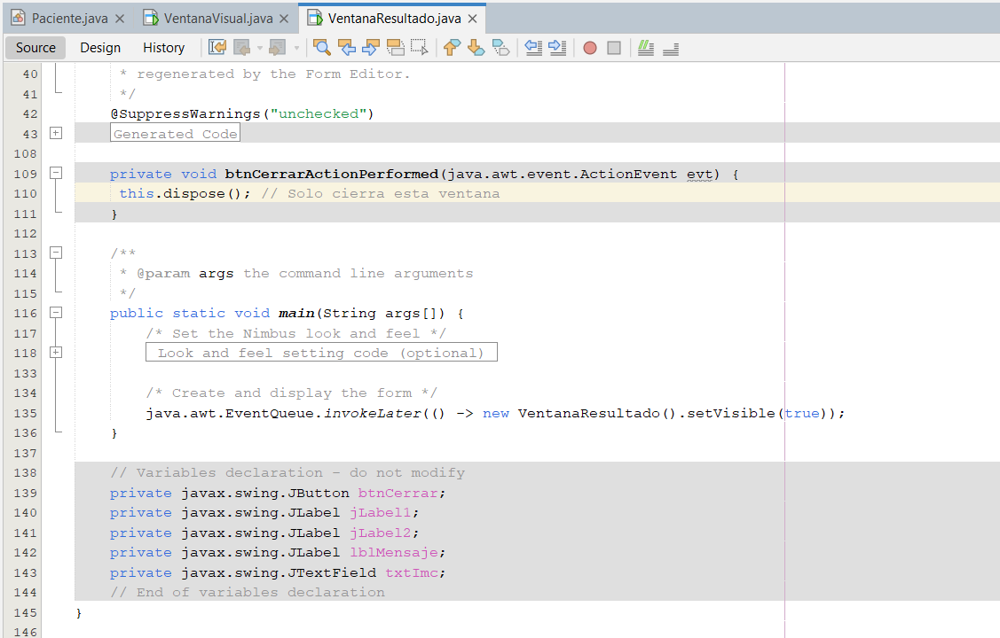 Paciente.java VentanaVisual.java VentanaResultado.java
Source Design History
40 * regenerated by the Form Editor.
41 */
42 @SuppressWarnings("unchecked")
43 Generated Code
108
109 private void btnCerrarActionPerformed(java.awt.event.ActionEvent evt) {
110 this.dispose(); // Solo cierra esta ventana
111 }
112
113 /**
114 * @param args the command line arguments
115 */
116 public static void main(String args[]) {
117 /* Set the Nimbus look and feel */
118 Look and feel setting code (optional)
133
134 /* Create and display the form */
135 java.awt.EventQueue.invokeLater(() -> new VentanaResultado().setVisible(true));
136 }
137
138 // Variables declaration - do not modify
139 private javax.swing.JButton btnCerrar;
140 private javax.swing.JLabel jLabel1;
141 private javax.swing.JLabel jLabel2;
142 private javax.swing.JLabel lblMensaje;
143 private javax.swing.JTextField txtImc;
144 // End of variables declaration
145 }
146